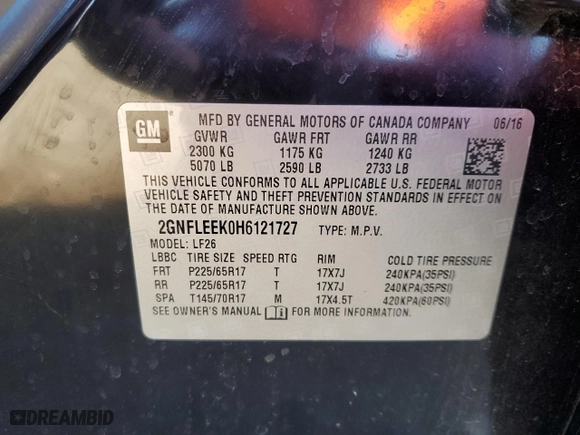 GM
MFD BY GENERAL MOTORS OF CANADA COMPANY 06/16
GVWR GAWR FRT GAWR RR
2300 KG 1175 KG 1240 KG
5070 LB 2590 LB 2733 LB
THIS VEHICLE CONFORMS TO ALL APPLICABLE U.S. FEDERAL MOTOR
VEHICLE SAFETY AND THEFT PREVENTION STANDARDS IN EFFECT ON
THE DATE OF MANUFACTURE SHOWN ABOVE.
2GNFLEEK0H6121727 TYPE: M.P.V.
MODEL: LF26
LBBC TIRE SIZE SPEED RTG RIM COLD TIRE PRESSURE
FRT P225/65R17 T 17X7J 240KPA(35PSI)
RR P225/65R17 T 17X7J 240KPA(35PSI)
SPA T145/70R17 M 17X4.5T 420KPA(60PSI)
SEE OWNER'S MANUAL FOR MORE INFORMATION.
DREAMBID